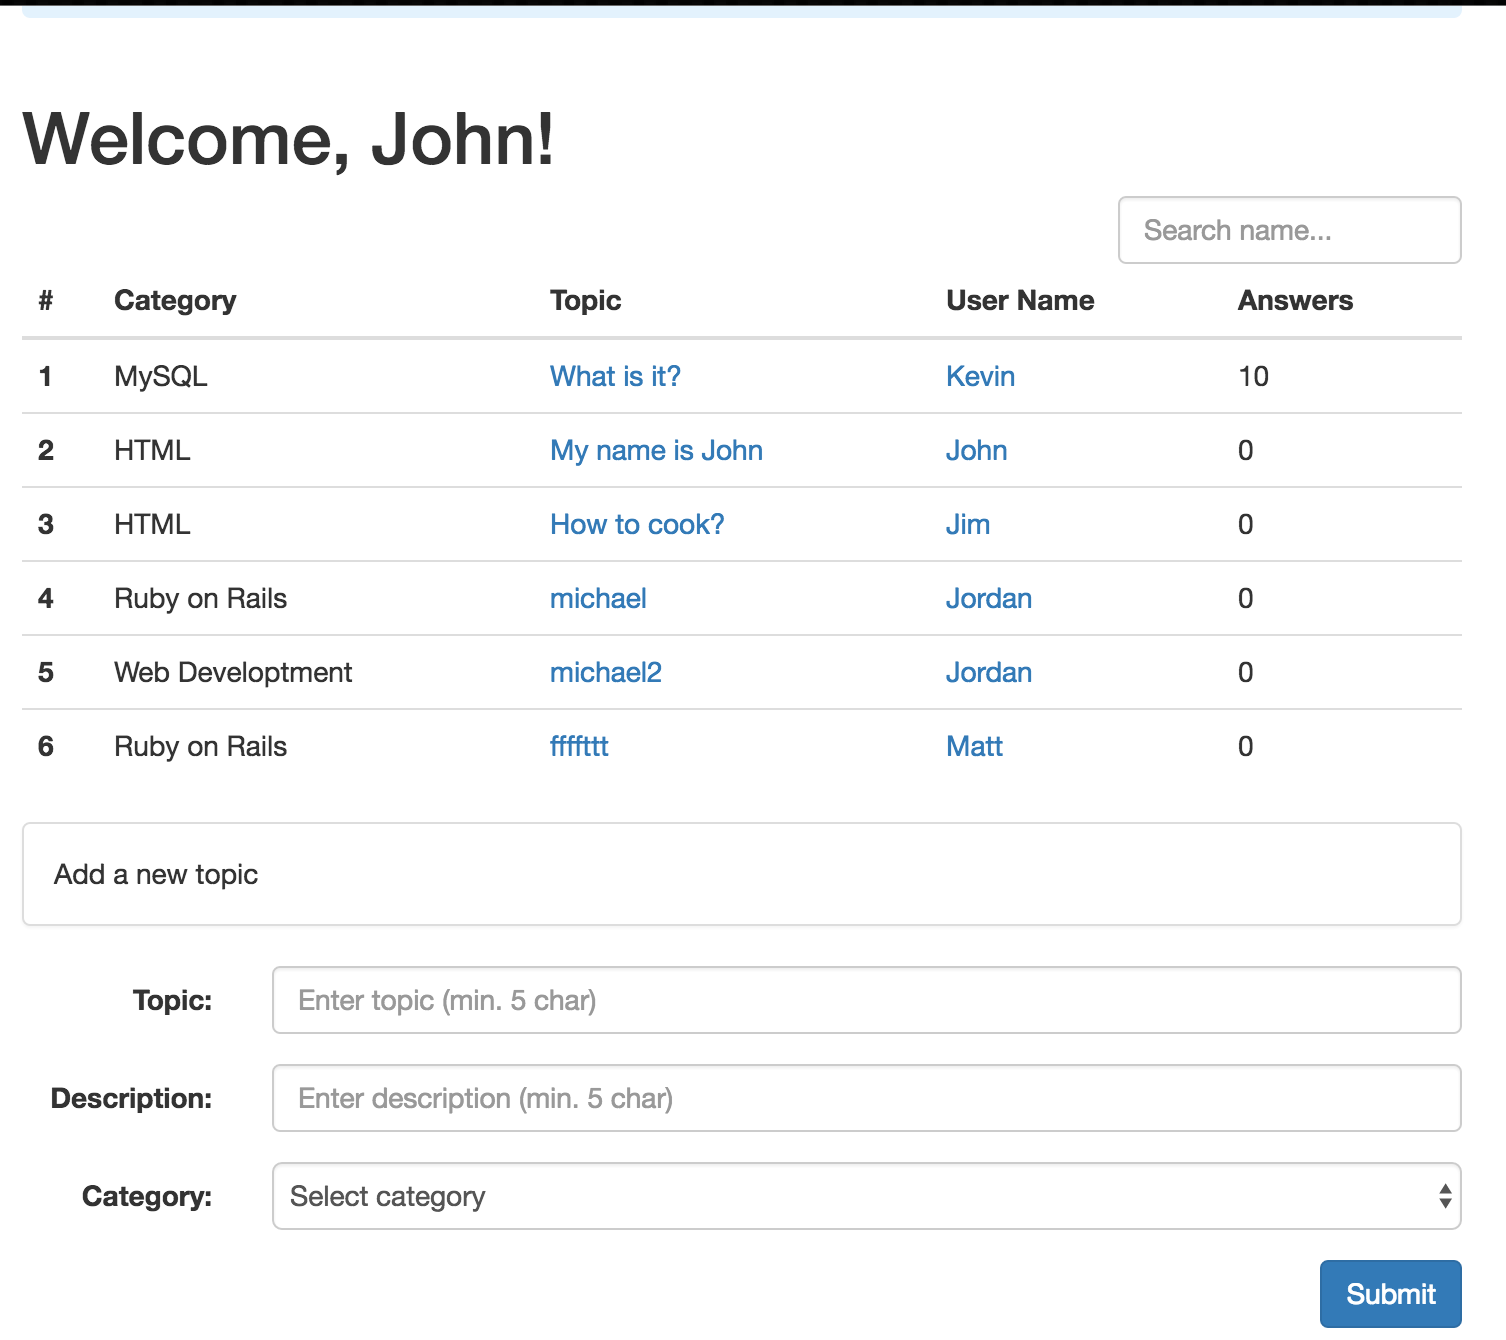 Welcome, John!
Search name...
# Category Topic User Name Answers
1 MySQL What is it? Kevin 10
2 HTML My name is John John 0
3 HTML How to cook? Jim 0
4 Ruby on Rails michael Jordan 0
5 Web Developtment michael2 Jordan 0
6 Ruby on Rails ffffttt Matt 0
Add a new topic
Topic: Enter topic (min. 5 char)
Description: Enter description (min. 5 char)
Category: Select category
Submit